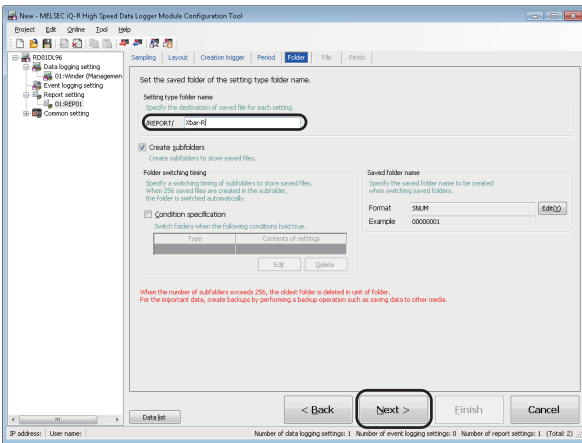 New - MELSEC iQ-R High Speed Data Logger Module Configuration Tool
Project Edit Online Tool Help
RD81DL96
Data logging setting
01:Winder (Managemen
Event logging setting
Report setting
01:REP01
Common setting
Sampling Layout Creation trigger Period Folder File Finish
Set the saved folder of the setting type folder name.
Setting type folder name
Specify the destination of saved file for each setting.
/REPORT/ Xbar-R
Create subfolders
Create subfolders to store saved files.
Folder switching timing
Specify a switching timing of subfolders to store saved files.
When 256 saved files are created in the subfolder,
the folder is switched automatically.
Condition specification
Switch folders when the following conditions hold true.
Type Contents of settings
Edit Delete
Saved folder name
Specify the saved folder name to be created
when switching saved folders.
Format SNUM Edit(Y)
Example 00000001
When the number of subfolders exceeds 256, the oldest folder is deleted in unit of folder.
For the important data, create backups by performing a backup operation such as saving data to other media.
Data list < Back Next > Finish Cancel
IP address: User name: Number of data logging settings: 1 Number of event logging settings: 0 Number of report settings: 1 (Total: 2)